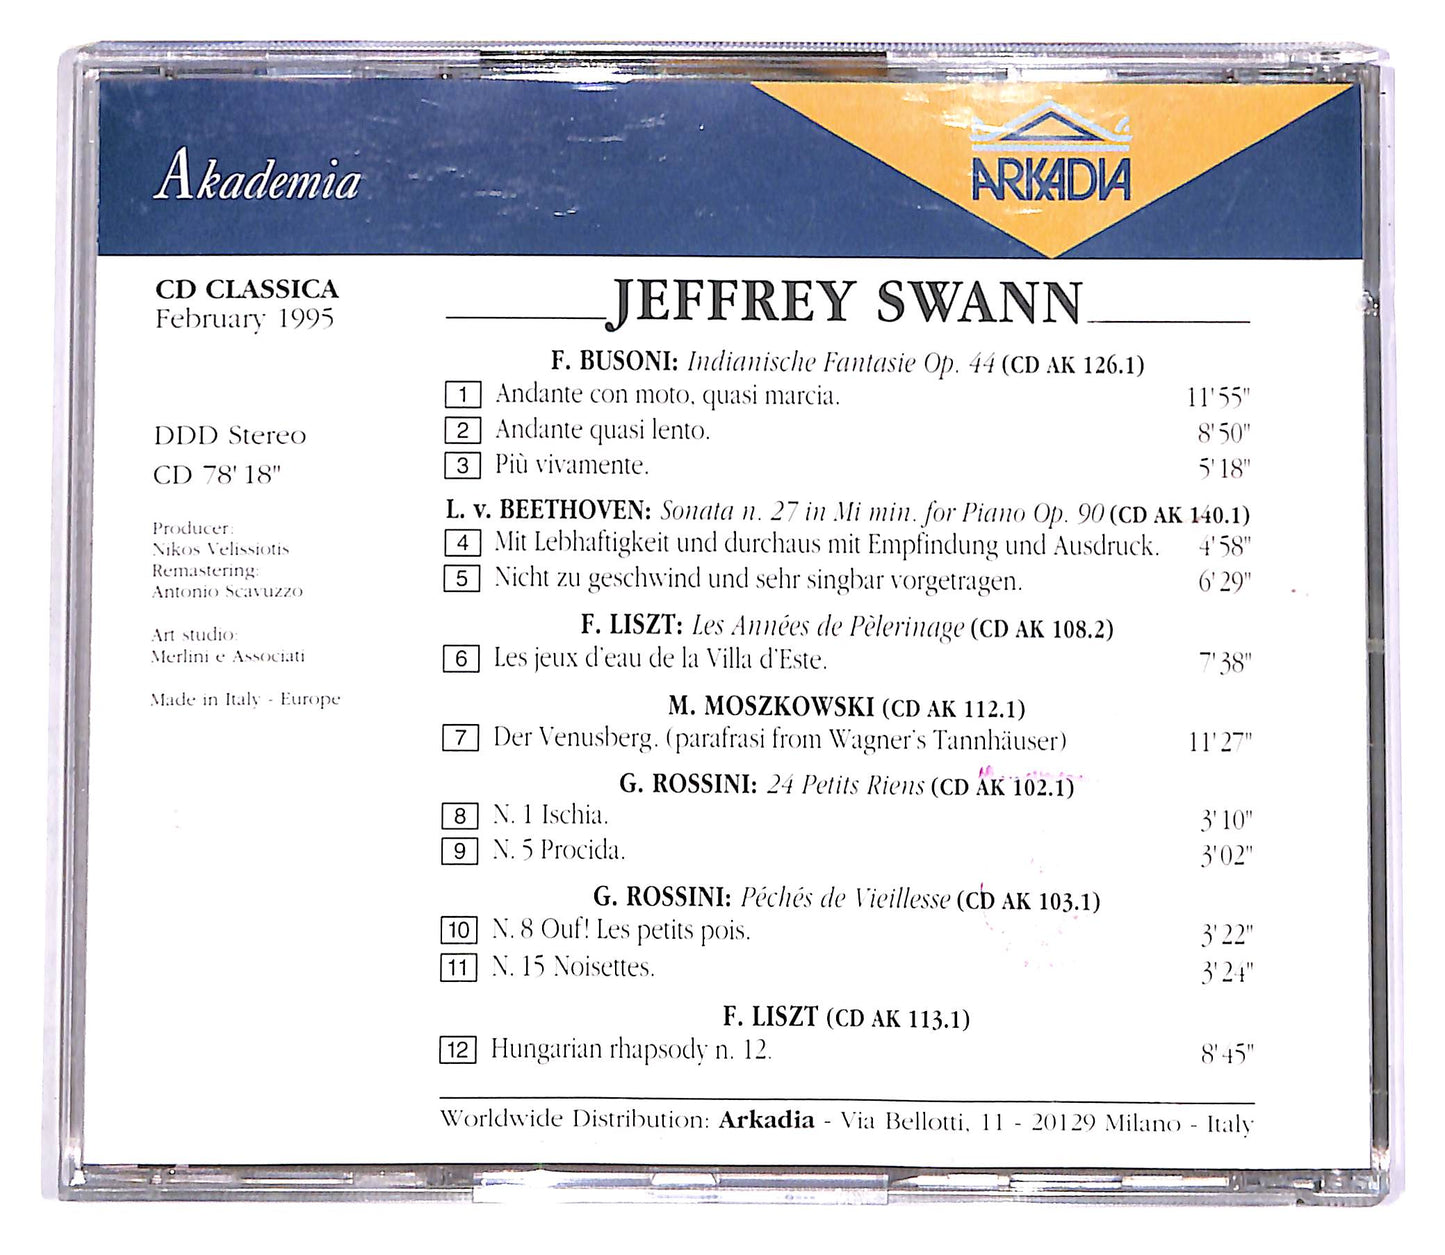 Akademia
ARKADIA
CD CLASSICA
February 1995
DDD Stereo
CD 78' 18"
Producer:
Nikos Velissiotis
Remastering:
Antonio Scavuzzo
Art studio:
Merlini e Associati
Made in Italy - Europe
JEFFREY SWANN
F. BUSONI: Indianische Fantasie Op. 44 (CD AK 126.1)
1 Andante con moto, quasi marcia. 11'55"
2 Andante quasi lento. 8'50"
3 Più vivamente. 5'18"
L. v. BEETHOVEN: Sonata n. 27 in Mi min. for Piano Op. 90 (CD AK 140.1)
4 Mit Lebhaftigkeit und durchaus mit Empfindung und Ausdruck. 4'58"
5 Nicht zu geschwind und sehr singbar vorgetragen. 6'29"
F. LISZT: Les Années de Pèlerinage (CD AK 108.2)
6 Les jeux d'eau de la Villa d'Este. 7'38"
M. MOSZKOWSKI (CD AK 112.1)
7 Der Venusberg. (parafrasi from Wagner's Tannhäuser) 11'27"
G. ROSSINI: 24 Petits Riens (CD AK 102.1)
8 N. 1 Ischia. 3'10"
9 N. 5 Procida. 3'02"
G. ROSSINI: Péchés de Vieillesse (CD AK 103.1)
10 N. 8 Ouf! Les petits pois. 3'22"
11 N. 15 Noisettes. 3'24"
F. LISZT (CD AK 113.1)
12 Hungarian rhapsody n. 12. 8'45"
Worldwide Distribution: Arkadia - Via Bellotti, 11 - 20129 Milano - Italy